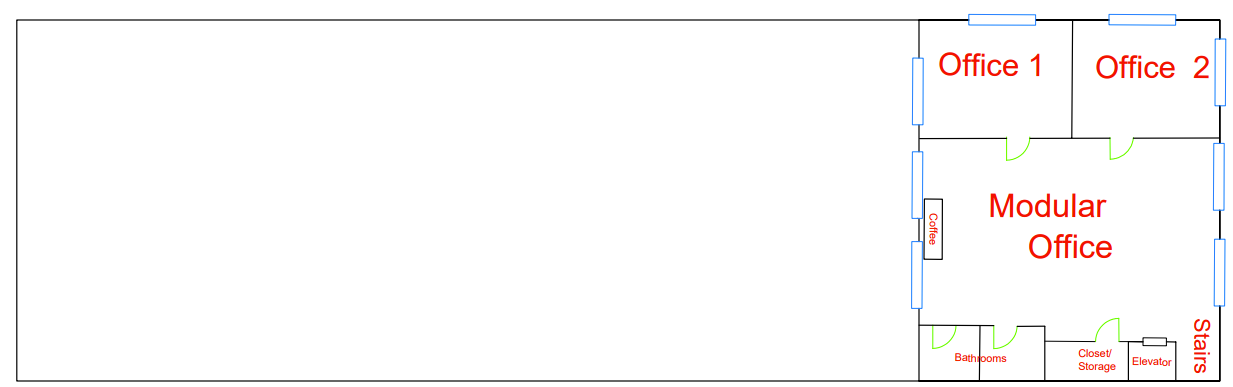 Office 1
Office 2
Modular
Office
Coffee
Stairs
Bathrooms
Closet/
Storage
Elevator